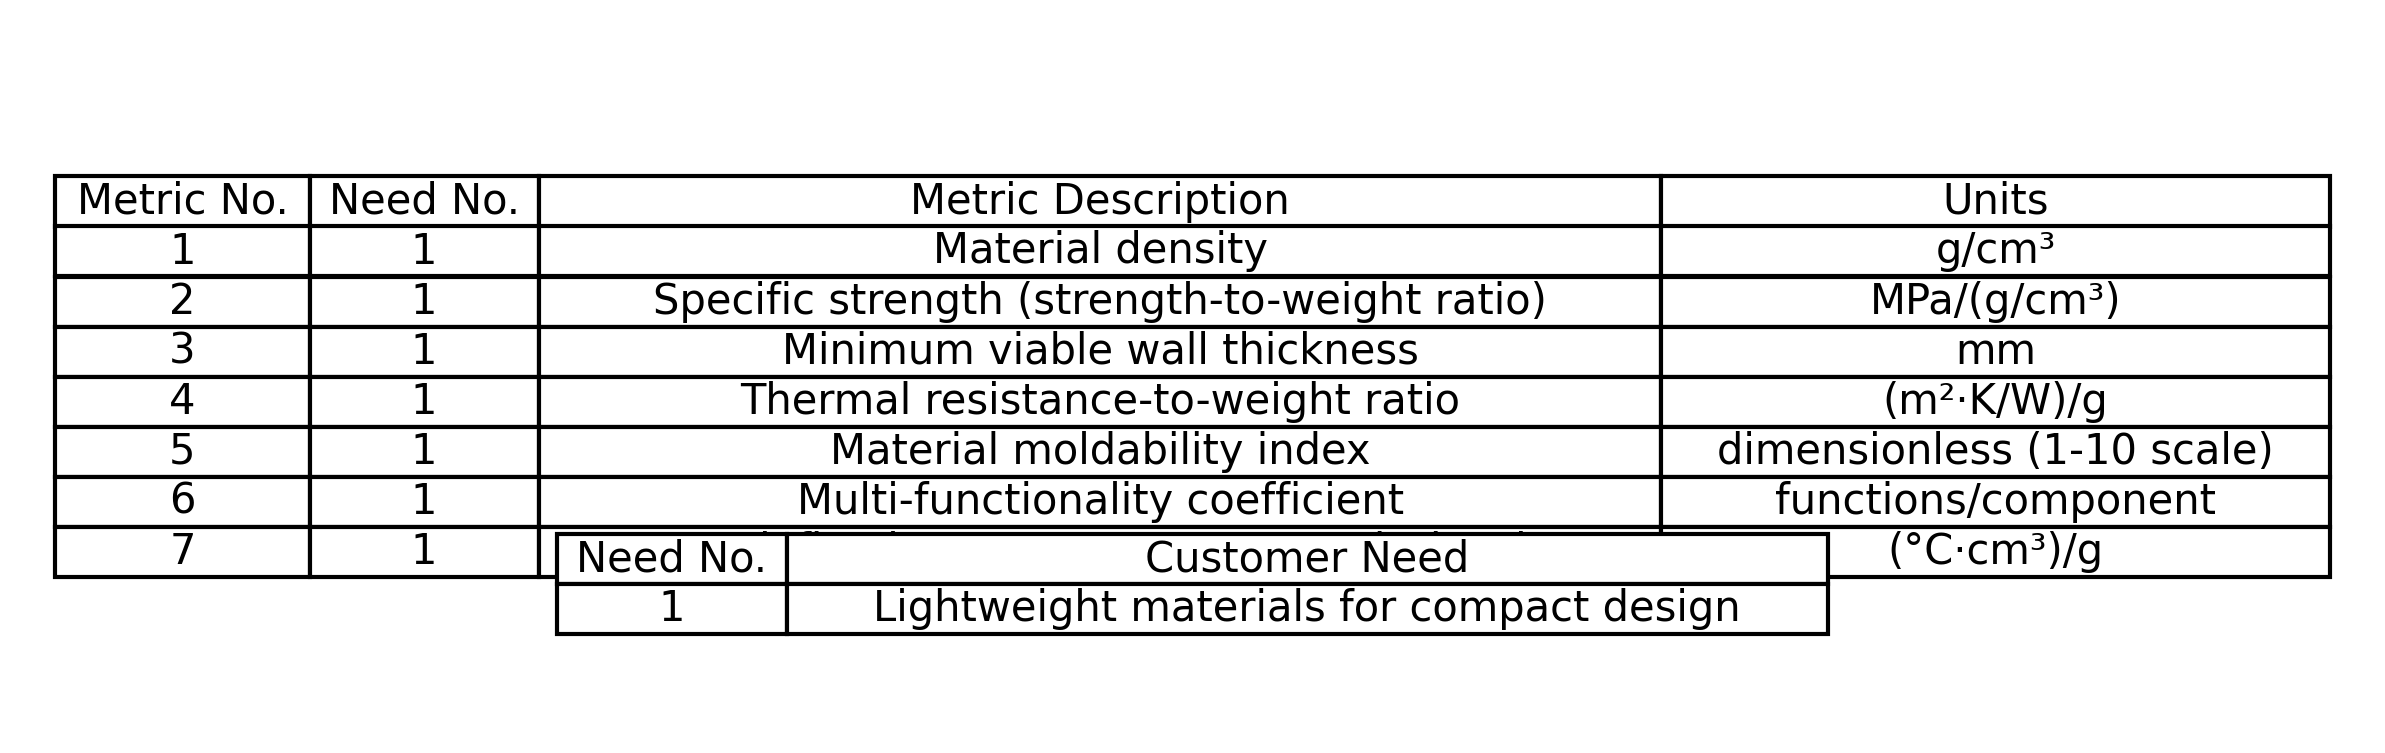 Metric No. Need No. Metric Description Units
1 1 Material density g/cm³
2 1 Specific strength (strength-to-weight ratio) MPa/(g/cm³)
3 1 Minimum viable wall thickness mm
4 1 Thermal resistance-to-weight ratio (m²·K/W)/g
5 1 Material moldability index dimensionless (1-10 scale)
6 1 Multi-functionality coefficient functions/component
7 1 (°C·cm³)/g
Need No. Customer Need
1 Lightweight materials for compact design